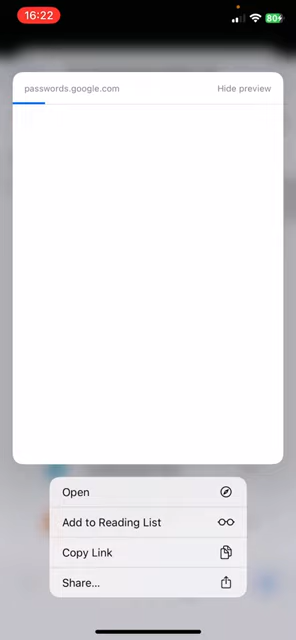 16:22
80
passwords.google.com
Hide preview
Open
Add to Reading List
Copy Link
Share...